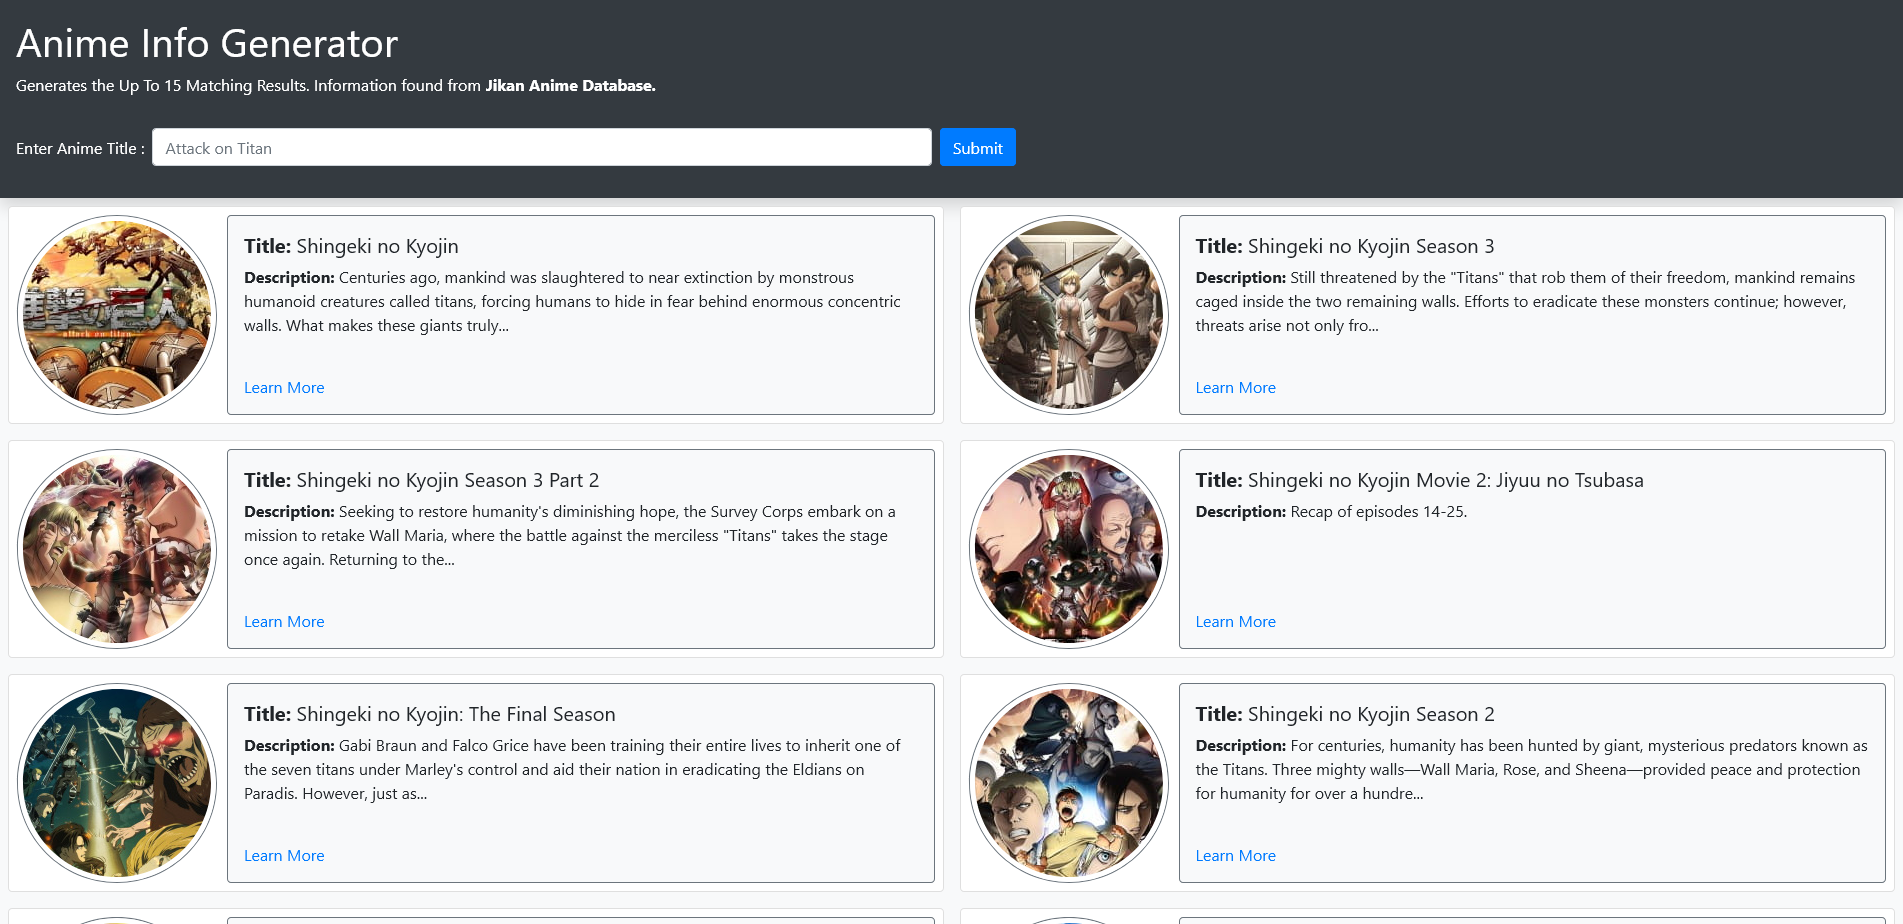 Anime Info Generator
Generates the Up To 15 Matching Results. Information found from Jikan Anime Database.
Enter Anime Title :
Attack on Titan
Submit
進撃の巨人
attack on titan
Title: Shingeki no Kyojin
Description: Centuries ago, mankind was slaughtered to near extinction by monstrous
humanoid creatures called titans, forcing humans to hide in fear behind enormous concentric
walls. What makes these giants truly...
Learn More
Title: Shingeki no Kyojin Season 3
Description: Still threatened by the "Titans" that rob them of their freedom, mankind remains
caged inside the two remaining walls. Efforts to eradicate these monsters continue; however,
threats arise not only fro...
Learn More
Title: Shingeki no Kyojin Season 3 Part 2
Description: Seeking to restore humanity's diminishing hope, the Survey Corps embark on a
mission to retake Wall Maria, where the battle against the merciless "Titans" takes the stage
once again. Returning to the...
Learn More
Title: Shingeki no Kyojin Movie 2: Jiyuu no Tsubasa
Description: Recap of episodes 14-25.
Learn More
Title: Shingeki no Kyojin: The Final Season
Description: Gabi Braun and Falco Grice have been training their entire lives to inherit one of
the seven titans under Marley's control and aid their nation in eradicating the Eldians on
Paradis. However, just as...
Learn More
Title: Shingeki no Kyojin Season 2
Description: For centuries, humanity has been hunted by giant, mysterious predators known as
the Titans. Three mighty walls—Wall Maria, Rose, and Sheena—provided peace and protection
for humanity for over a hundre...
Learn More